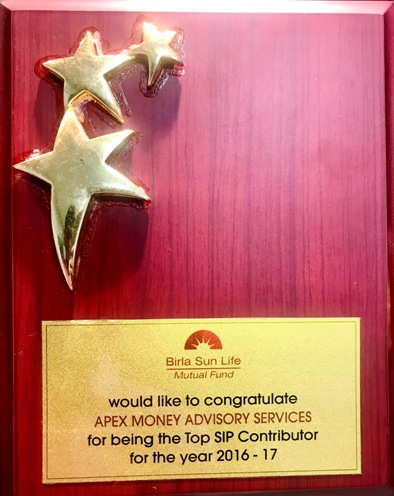 Birla Sun Life
Mutual Fund
would like to congratulate
APEX MONEY ADVISORY SERVICES
for being the Top SIP Contributor
for the year 2016 - 17